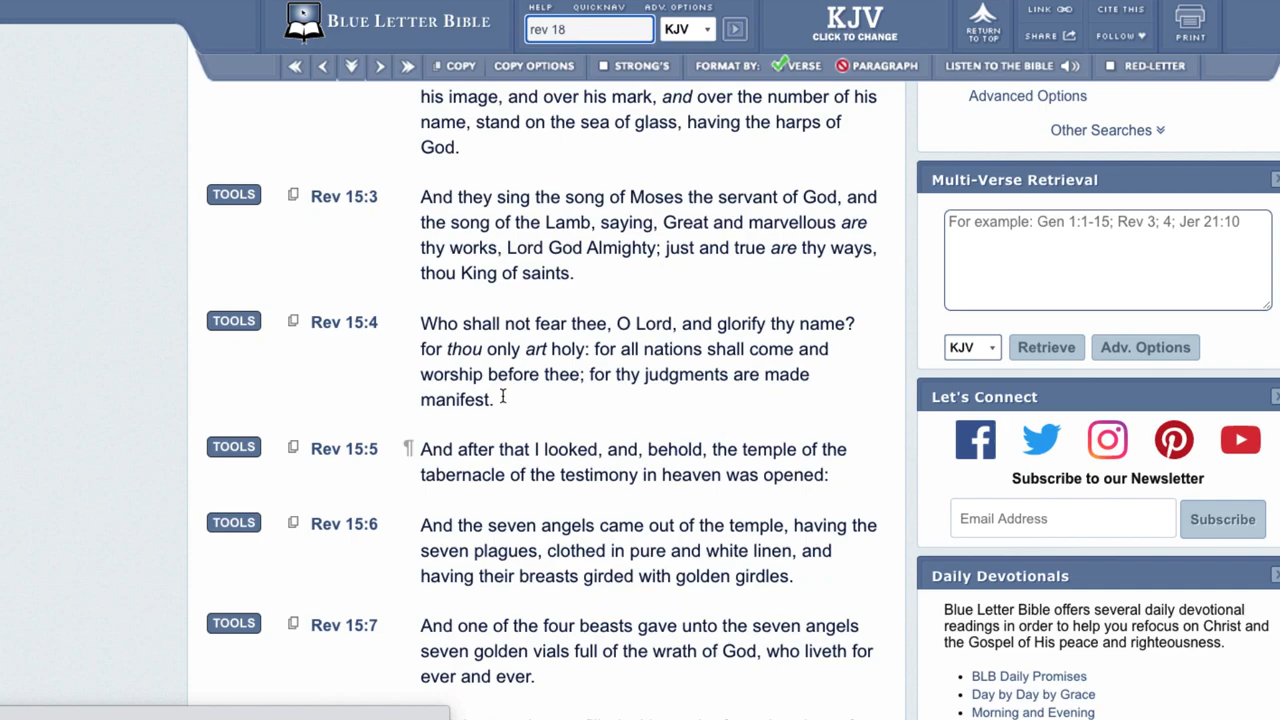 HELP QUICKNAV ADV. OPTIONS
BLUE LETTER BIBLE
rev 18
KJV
KJV
CLICK TO CHANGE
RETURN
TO TOP
LINK
CITE THIS
SHARE
FOLLOW
PRINT
COPY
COPY OPTIONS
STRONG'S
FORMAT BY:
VERSE
PARAGRAPH
LISTEN TO THE BIBLE
RED-LETTER
his image, and over his mark, and over the number of his
name, stand on the sea of glass, having the harps of
God.
TOOLS
Rev 15:3
And they sing the song of Moses the servant of God, and
the song of the Lamb, saying, Great and marvellous are
thy works, Lord God Almighty; just and true are thy ways,
thou King of saints.
TOOLS
Rev 15:4
Who shall not fear thee, O Lord, and glorify thy name?
for thou only art holy: for all nations shall come and
worship before thee; for thy judgments are made
manifest.
TOOLS
Rev 15:5
¶ And after that I looked, and, behold, the temple of the
tabernacle of the testimony in heaven was opened:
TOOLS
Rev 15:6
And the seven angels came out of the temple, having the
seven plagues, clothed in pure and white linen, and
having their breasts girded with golden girdles.
TOOLS
Rev 15:7
And one of the four beasts gave unto the seven angels
seven golden vials full of the wrath of God, who liveth for
ever and ever.
Advanced Options
Other Searches
Multi-Verse Retrieval
For example: Gen 1:1-15; Rev 3; 4; Jer 21:10
KJV
Retrieve
Adv. Options
Let's Connect
Subscribe to our Newsletter
Email Address
Subscribe
Daily Devotionals
Blue Letter Bible offers several daily devotional
readings in order to help you refocus on Christ and
the Gospel of His peace and righteousness.
• BLB Daily Promises
• Day by Day by Grace
• Morning and Evening